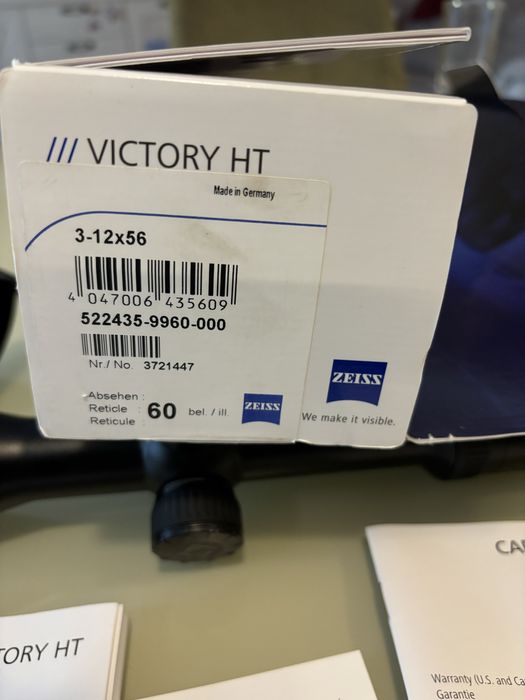 /// VICTORY HT
Made in Germany
3-12x56
4 047006 435609
522435-9960-000
Nr./ No. 3721447
Absehen :
Reticle : 60 bel. / ill.
Reticule :
ZEISS
ZEISS
We make it visible.
TORY HT
CA
Warranty (U.S. and Ca
Garantie